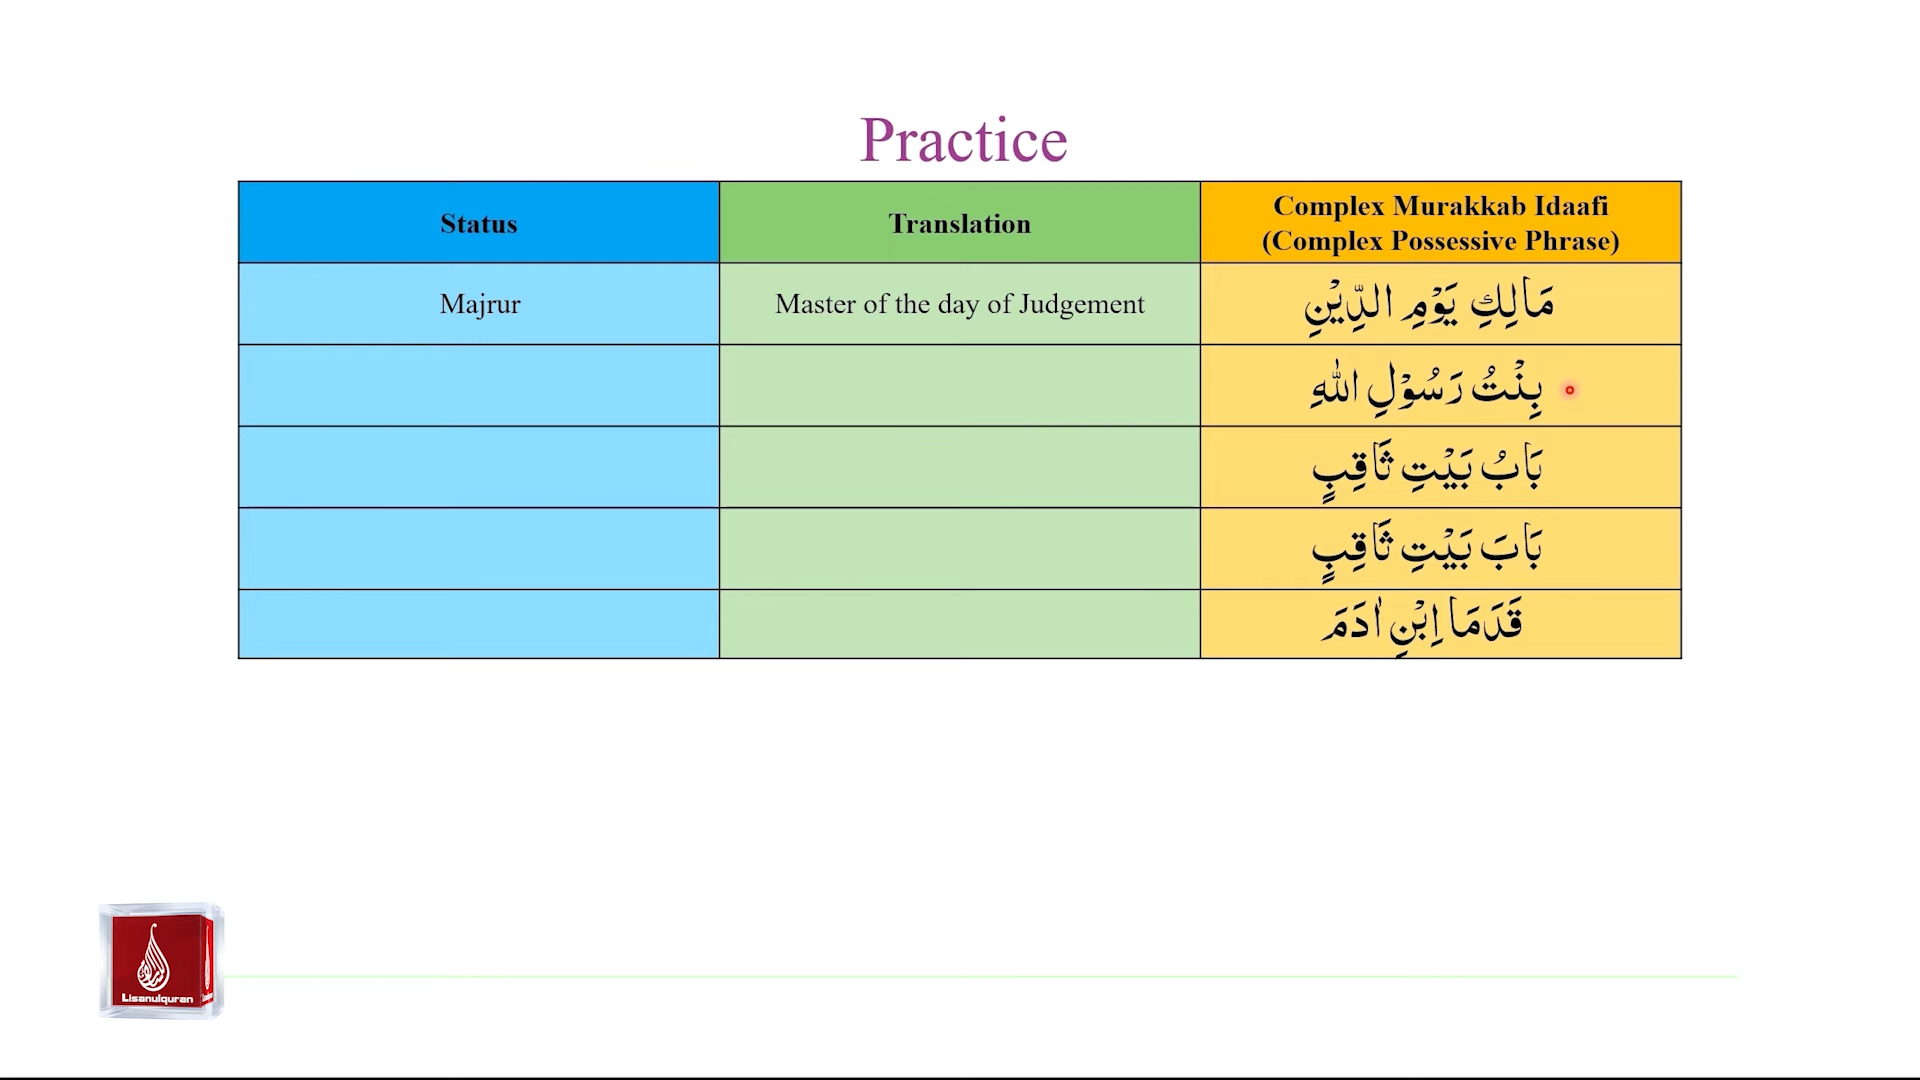 Practice
Status
Translation
Complex Murakkab Idaafi
(Complex Possessive Phrase)
Majrur
Master of the day of Judgement
مَالِكِ يَوْمِ الدِّيْنِ
بِنْتُ رَسُوْلِ اللهِ
بَابُ بَيْتِ ثَاقِبٍ
بَابَ بَيْتِ ثَاقِبٍ
قَدَمَا اِبْنِ اٰدَمَ
Lisanulquran